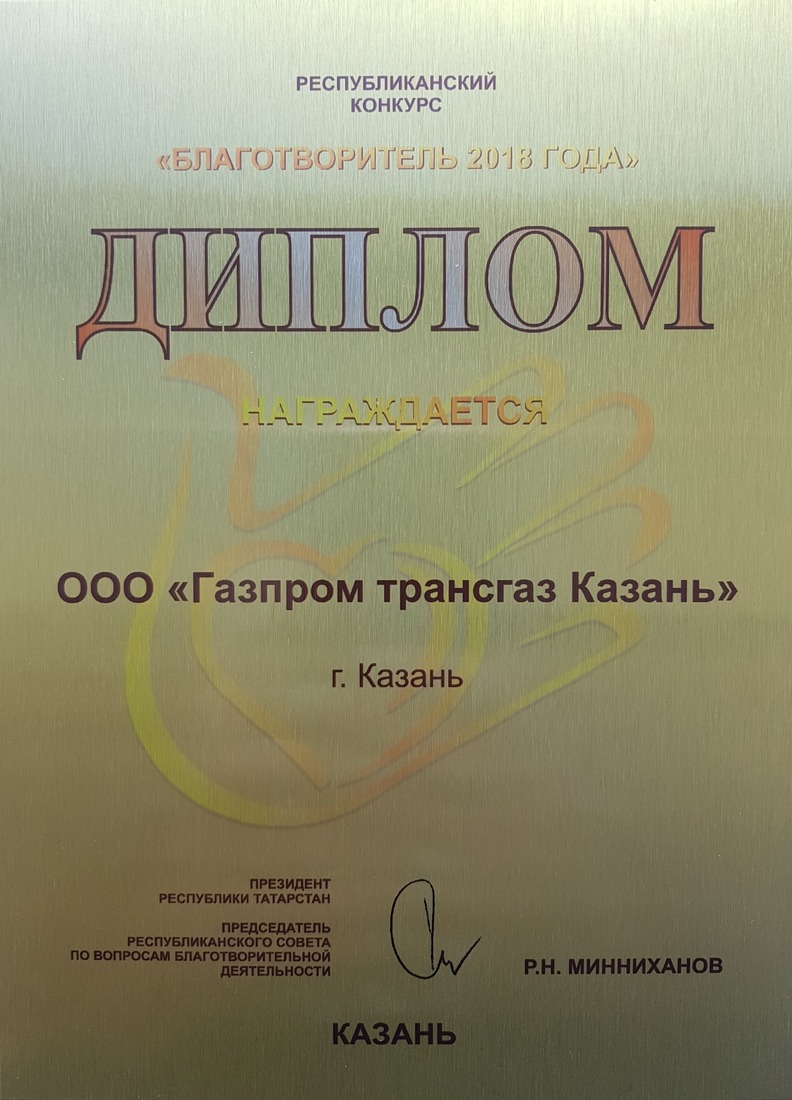 РЕСПУБЛИКАНСКИЙ
КОНКУРС
«БЛАГОТВОРИТЕЛЬ 2018 ГОДА»
ДИПЛОМ
НАГРАЖДАЕТСЯ
ООО «Газпром трансгаз Казань»
г. Казань
ПРЕЗИДЕНТ
РЕСПУБЛИКИ ТАТАРСТАН
ПРЕДСЕДАТЕЛЬ
РЕСПУБЛИКАНСКОГО СОВЕТА
ПО ВОПРОСАМ БЛАГОТВОРИТЕЛЬНОЙ
ДЕЯТЕЛЬНОСТИ
Р.Н. МИННИХАНОВ
КАЗАНЬ